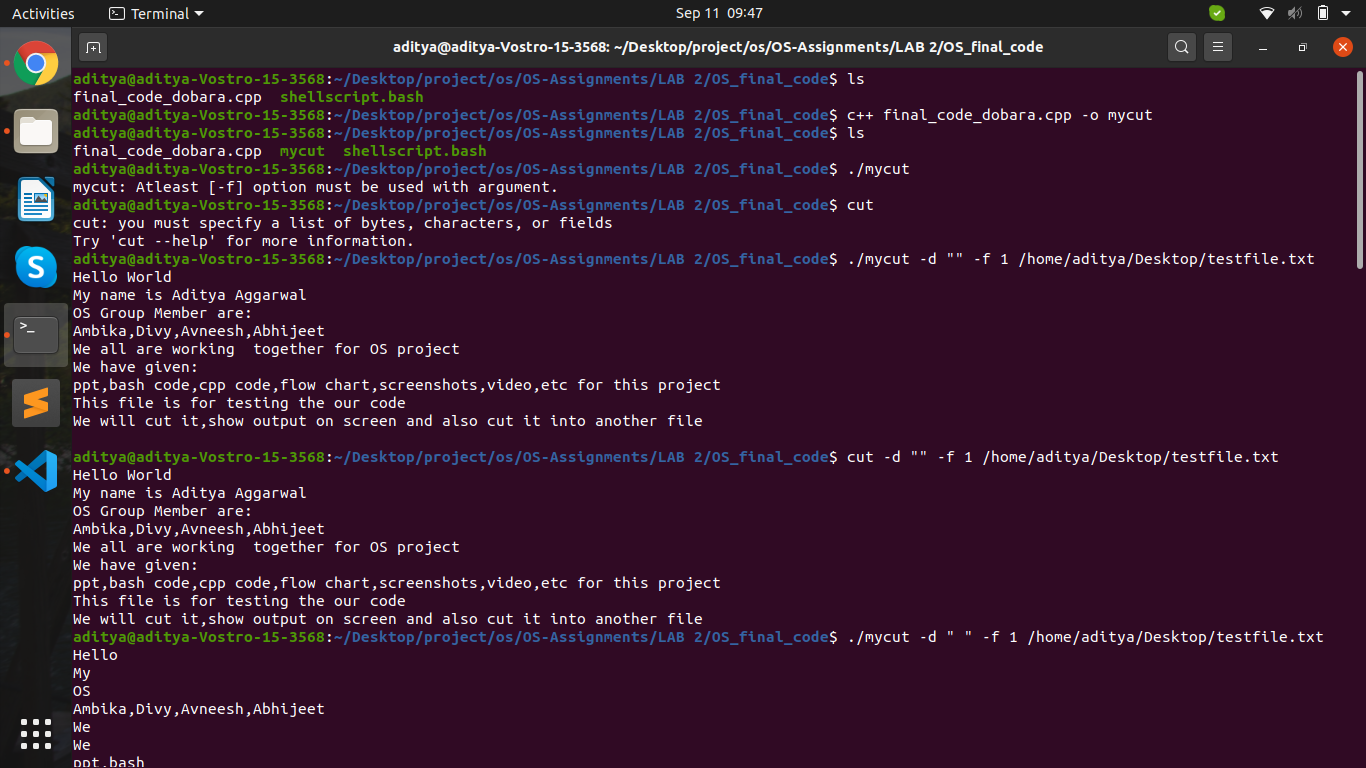 Activities Terminal Sep 11 09:47
aditya@aditya-Vostro-15-3568: ~/Desktop/project/os/OS-Assignments/LAB 2/OS_final_code
aditya@aditya-Vostro-15-3568:~/Desktop/project/os/OS-Assignments/LAB 2/OS_final_code$ ls
final_code_dobara.cpp  shellscript.bash
aditya@aditya-Vostro-15-3568:~/Desktop/project/os/OS-Assignments/LAB 2/OS_final_code$ c++ final_code_dobara.cpp -o mycut
aditya@aditya-Vostro-15-3568:~/Desktop/project/os/OS-Assignments/LAB 2/OS_final_code$ ls
final_code_dobara.cpp  mycut  shellscript.bash
aditya@aditya-Vostro-15-3568:~/Desktop/project/os/OS-Assignments/LAB 2/OS_final_code$ ./mycut
mycut: Atleast [-f] option must be used with argument.
aditya@aditya-Vostro-15-3568:~/Desktop/project/os/OS-Assignments/LAB 2/OS_final_code$ cut
cut: you must specify a list of bytes, characters, or fields
Try 'cut --help' for more information.
aditya@aditya-Vostro-15-3568:~/Desktop/project/os/OS-Assignments/LAB 2/OS_final_code$ ./mycut -d "" -f 1 /home/aditya/Desktop/testfile.txt
Hello World
My name is Aditya Aggarwal
OS Group Member are:
Ambika,Divy,Avneesh,Abhijeet
We all are working  together for OS project
We have given:
ppt,bash code,cpp code,flow chart,screenshots,video,etc for this project
This file is for testing the our code
We will cut it,show output on screen and also cut it into another file
aditya@aditya-Vostro-15-3568:~/Desktop/project/os/OS-Assignments/LAB 2/OS_final_code$ cut -d "" -f 1 /home/aditya/Desktop/testfile.txt
Hello World
My name is Aditya Aggarwal
OS Group Member are:
Ambika,Divy,Avneesh,Abhijeet
We all are working  together for OS project
We have given:
ppt,bash code,cpp code,flow chart,screenshots,video,etc for this project
This file is for testing the our code
We will cut it,show output on screen and also cut it into another file
aditya@aditya-Vostro-15-3568:~/Desktop/project/os/OS-Assignments/LAB 2/OS_final_code$ ./mycut -d " " -f 1 /home/aditya/Desktop/testfile.txt
Hello
My
OS
Ambika,Divy,Avneesh,Abhijeet
We
We
ppt,bash